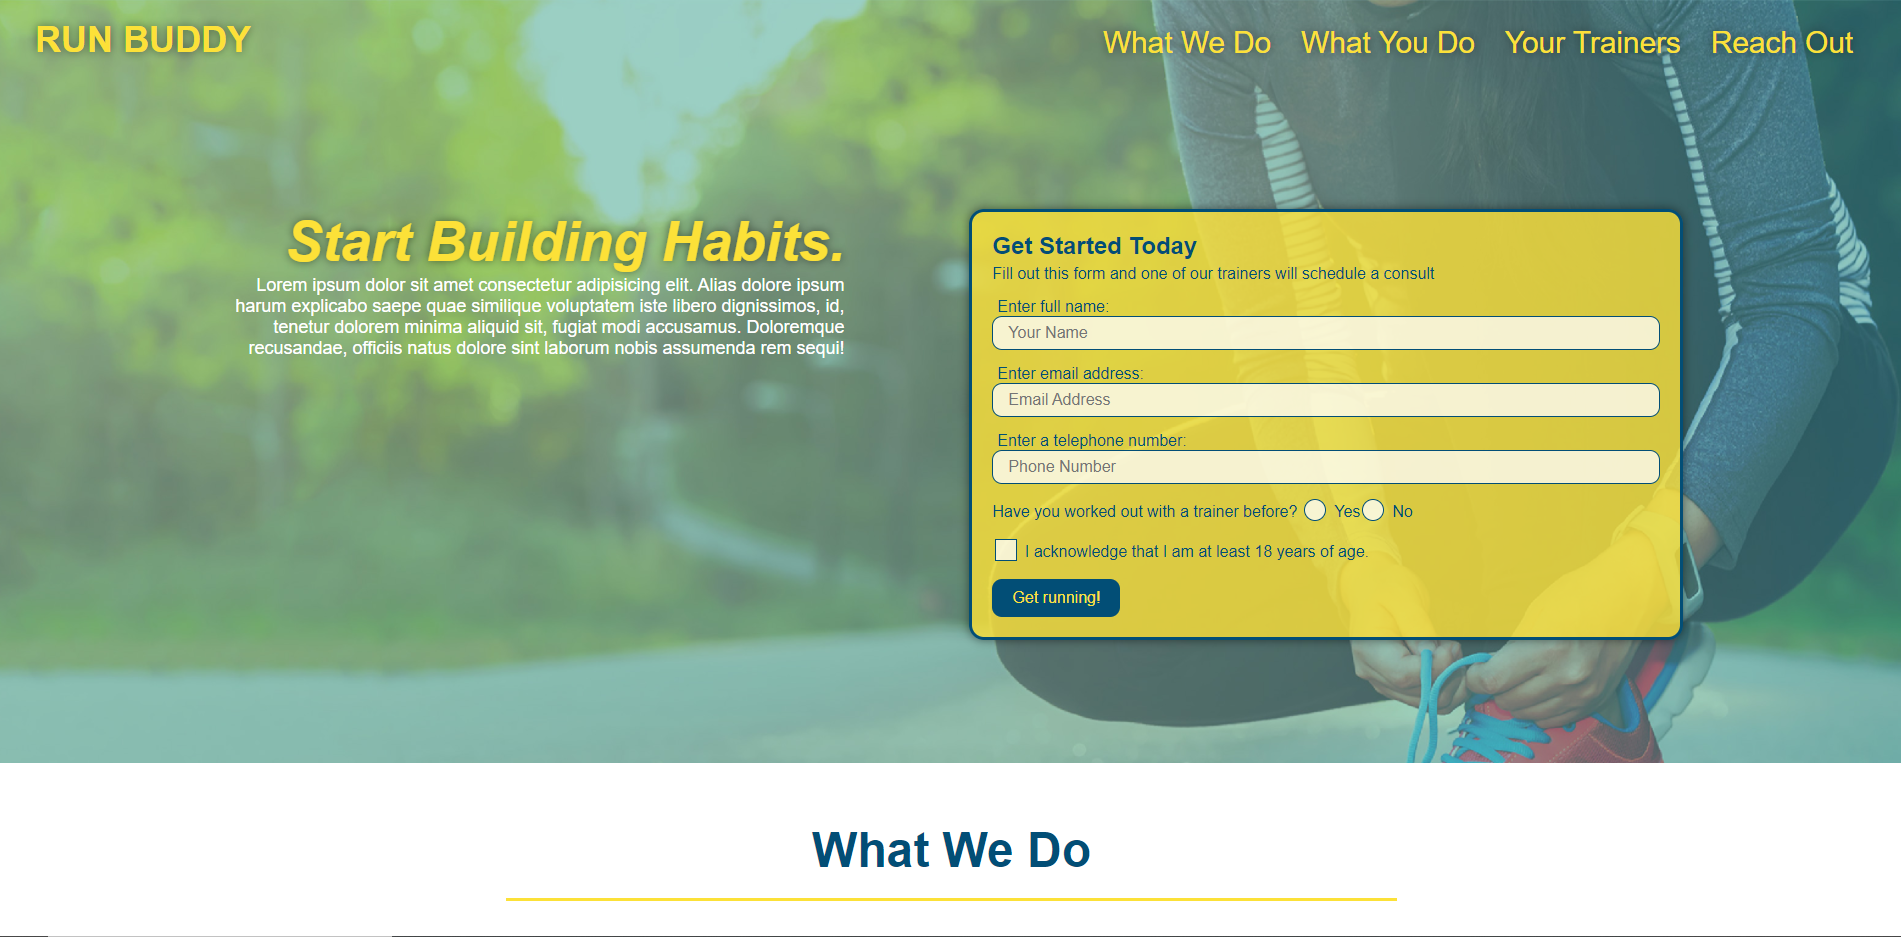 RUN BUDDY
What We Do
What You Do
Your Trainers
Reach Out
Start Building Habits.
Lorem ipsum dolor sit amet consectetur adipisicing elit. Alias dolore ipsum
harum explicabo saepe quae similique voluptatem iste libero dignissimos, id,
tenetur dolorem minima aliquid sit, fugiat modi accusamus. Doloremque
recusandae, officiis natus dolore sint laborum nobis assumenda rem sequi!
Get Started Today
Fill out this form and one of our trainers will schedule a consult
Enter full name:
Your Name
Enter email address:
Email Address
Enter a telephone number:
Phone Number
Have you worked out with a trainer before? Yes No
I acknowledge that I am at least 18 years of age.
Get running!
What We Do